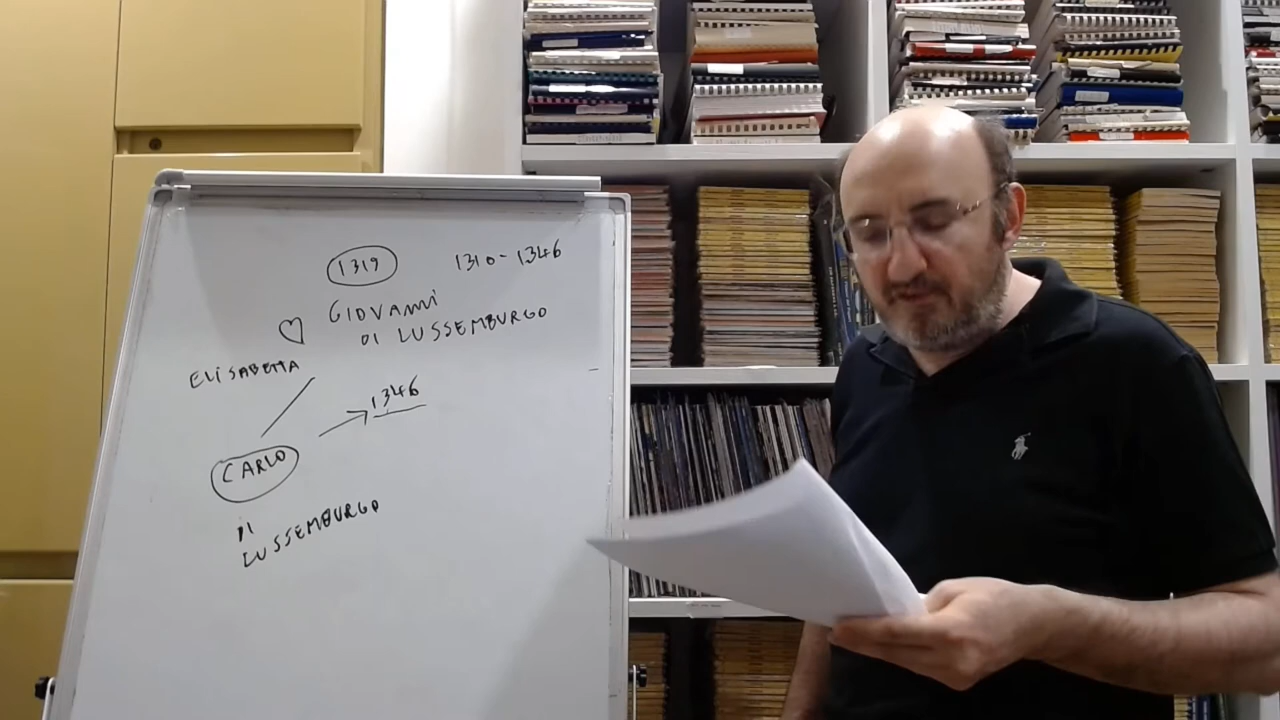 1319 1310-1346
GIOVANNI
DI LUSSEMBURGO
ELISABETTA
1346
CARLO
DI
LUSSEMBURGO